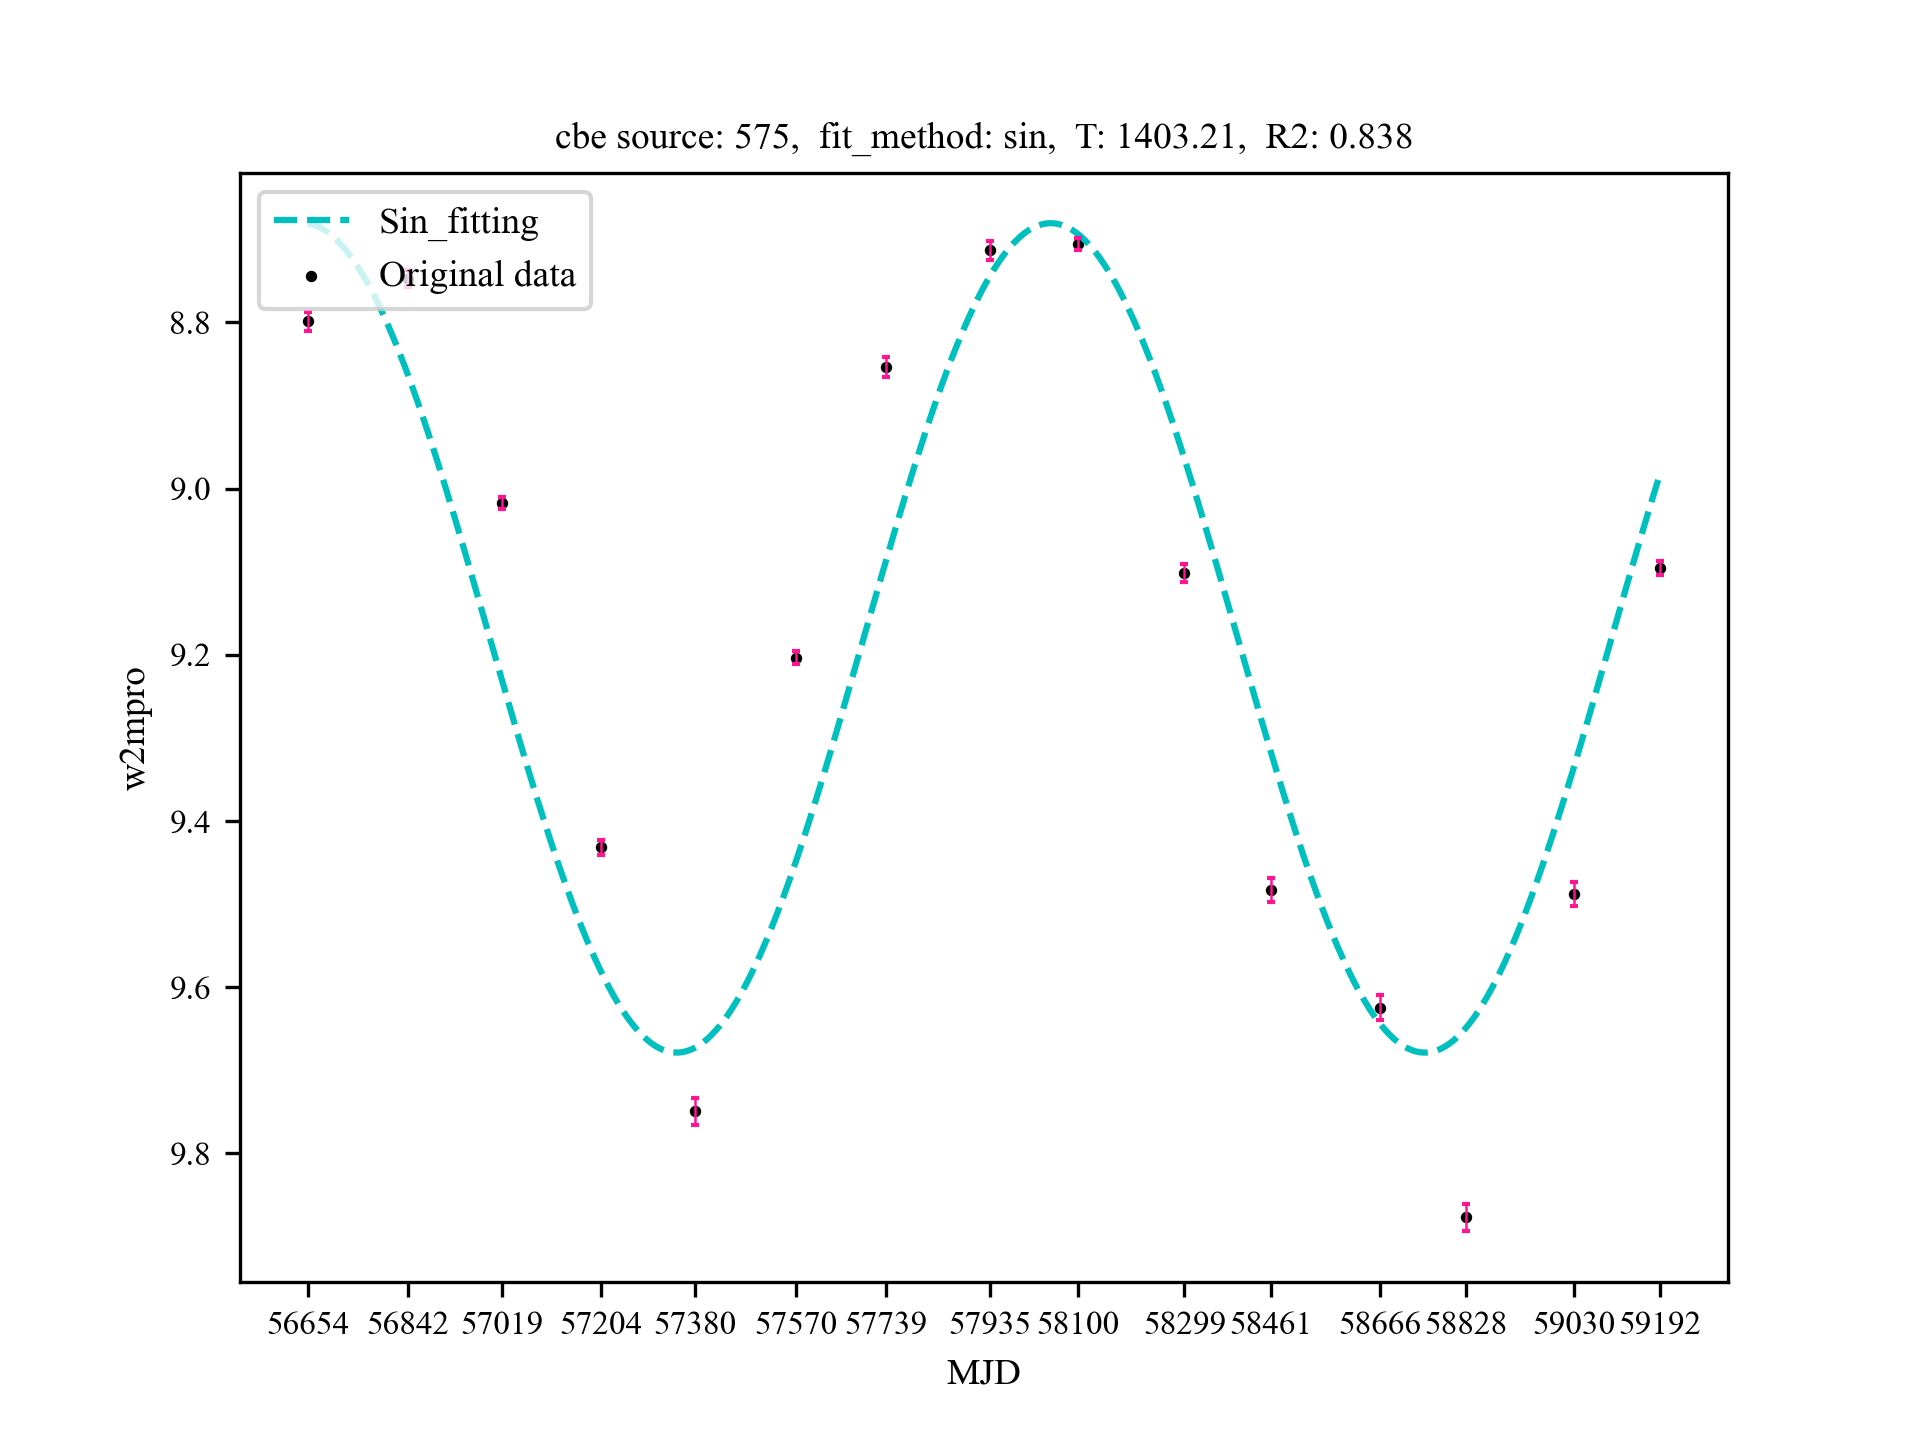 cbe source: 575,  fit_method: sin,  T: 1403.21,  R2: 0.838
Sin_fitting
Original data
8.8
9.0
9.2
9.4
9.6
9.8
w2mpro
56654 56842 57019 57204 57380 57570 57739 57935 58100 58299 58461 58666 58828 59030 59192
MJD